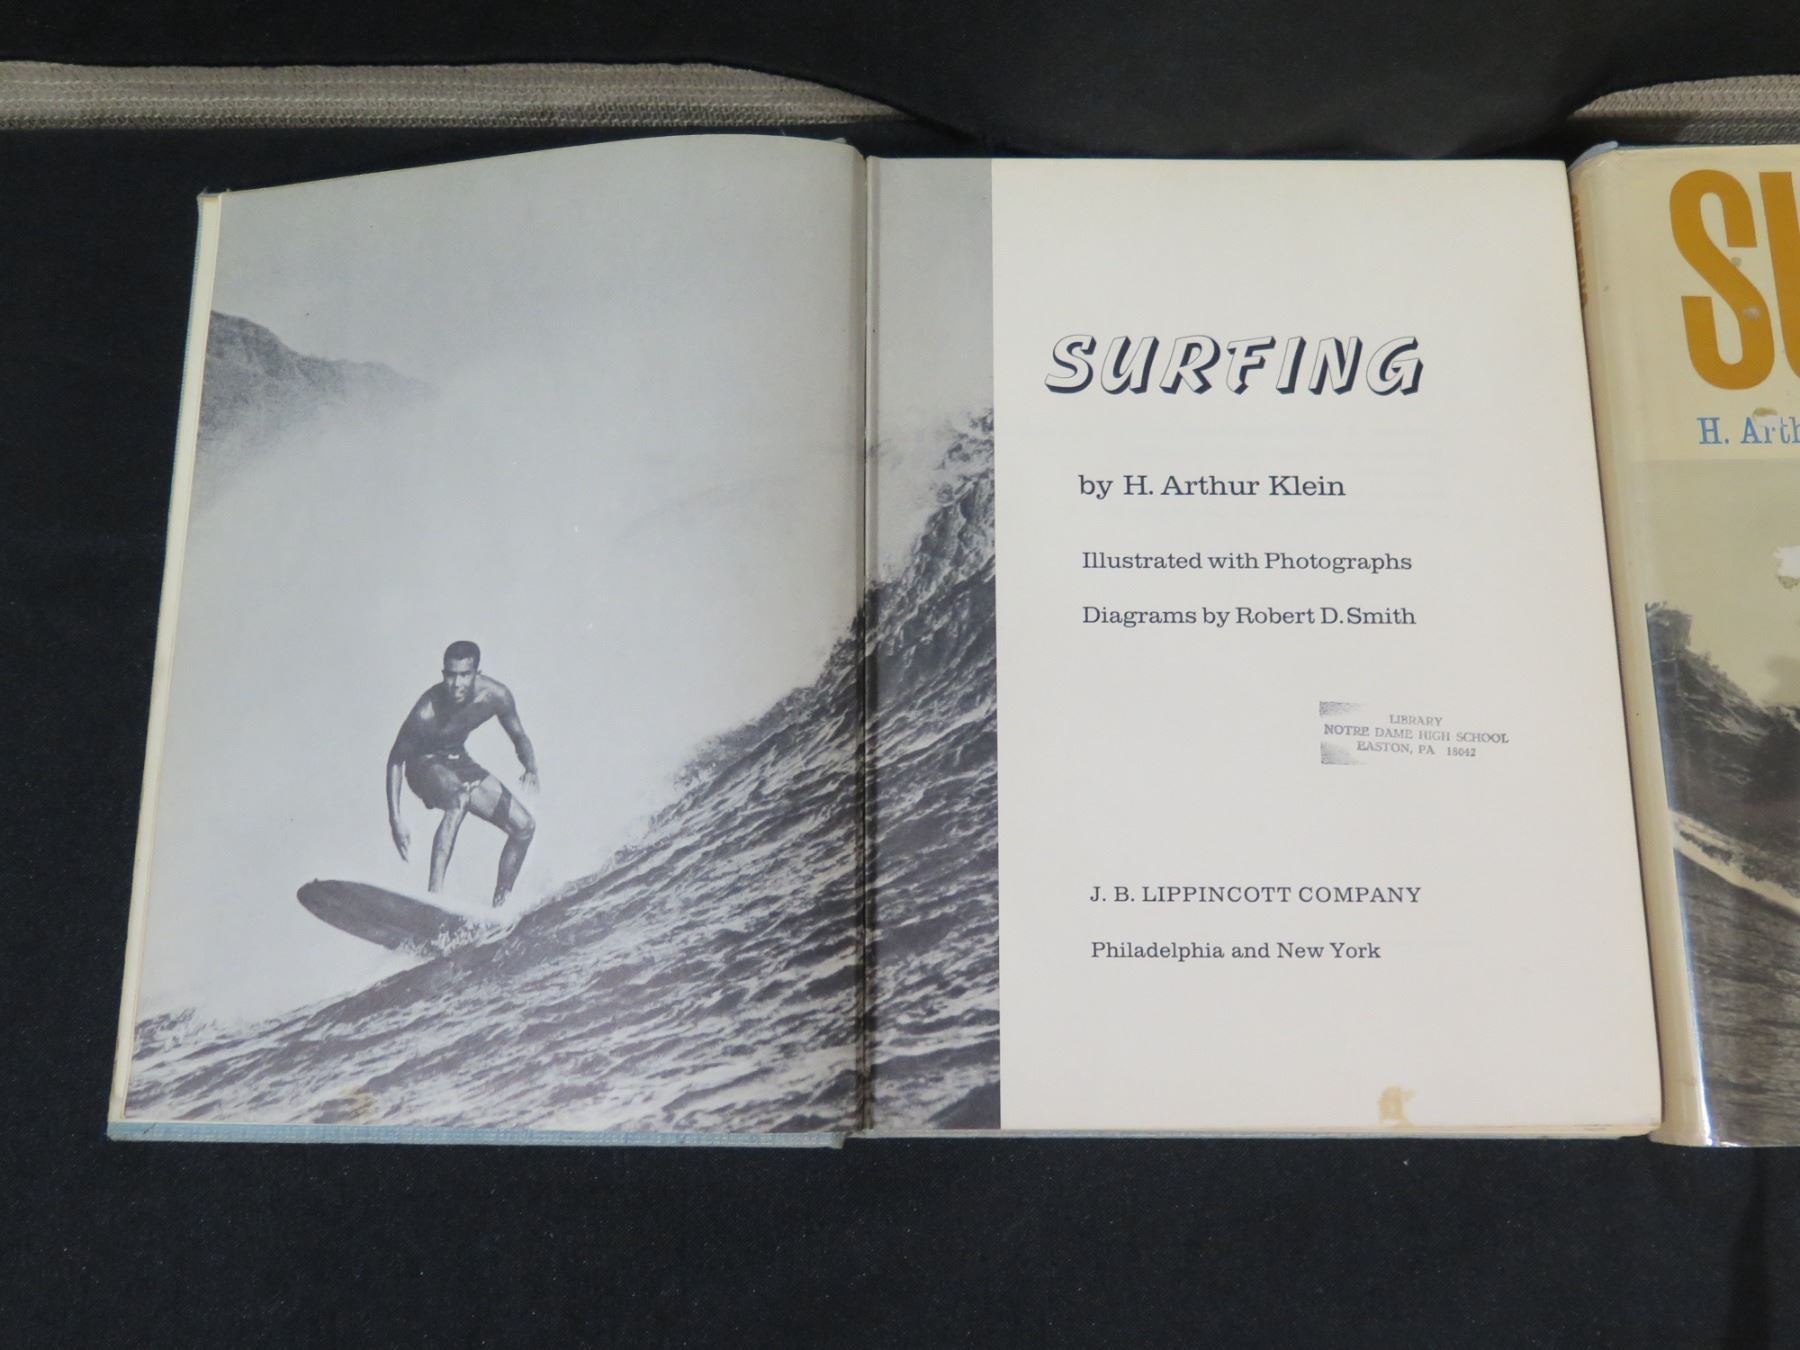 SURFING
by H. Arthur Klein
Illustrated with Photographs
Diagrams by Robert D. Smith
LIBRARY
NOTRE DAME HIGH SCHOOL
EASTON, PA 18042
J. B. LIPPINCOTT COMPANY
Philadelphia and New York
SU
H. Arth